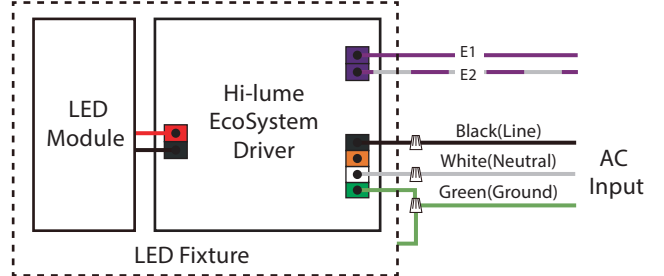 LED
Module
Hi-lume
EcoSystem
Driver
E1
E2
Black(Line)
White(Neutral)
Green(Ground)
AC
Input
LED Fixture